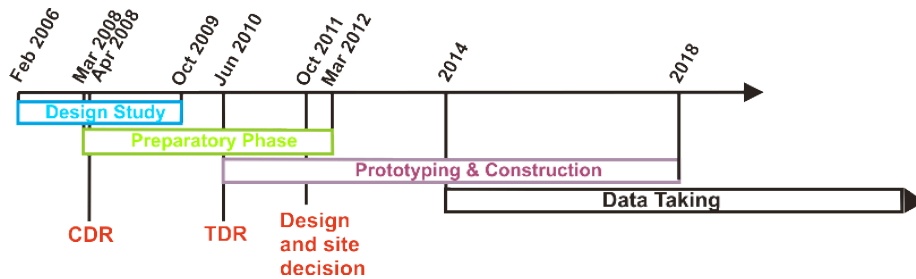 Feb 2006
Mar 2008
Apr 2008
Oct 2009
Jun 2010
Oct 2011
Mar 2012
2014
2018
Design Study
Preparatory Phase
Prototyping & Construction
Data Taking
CDR
TDR
Design
and site
decision